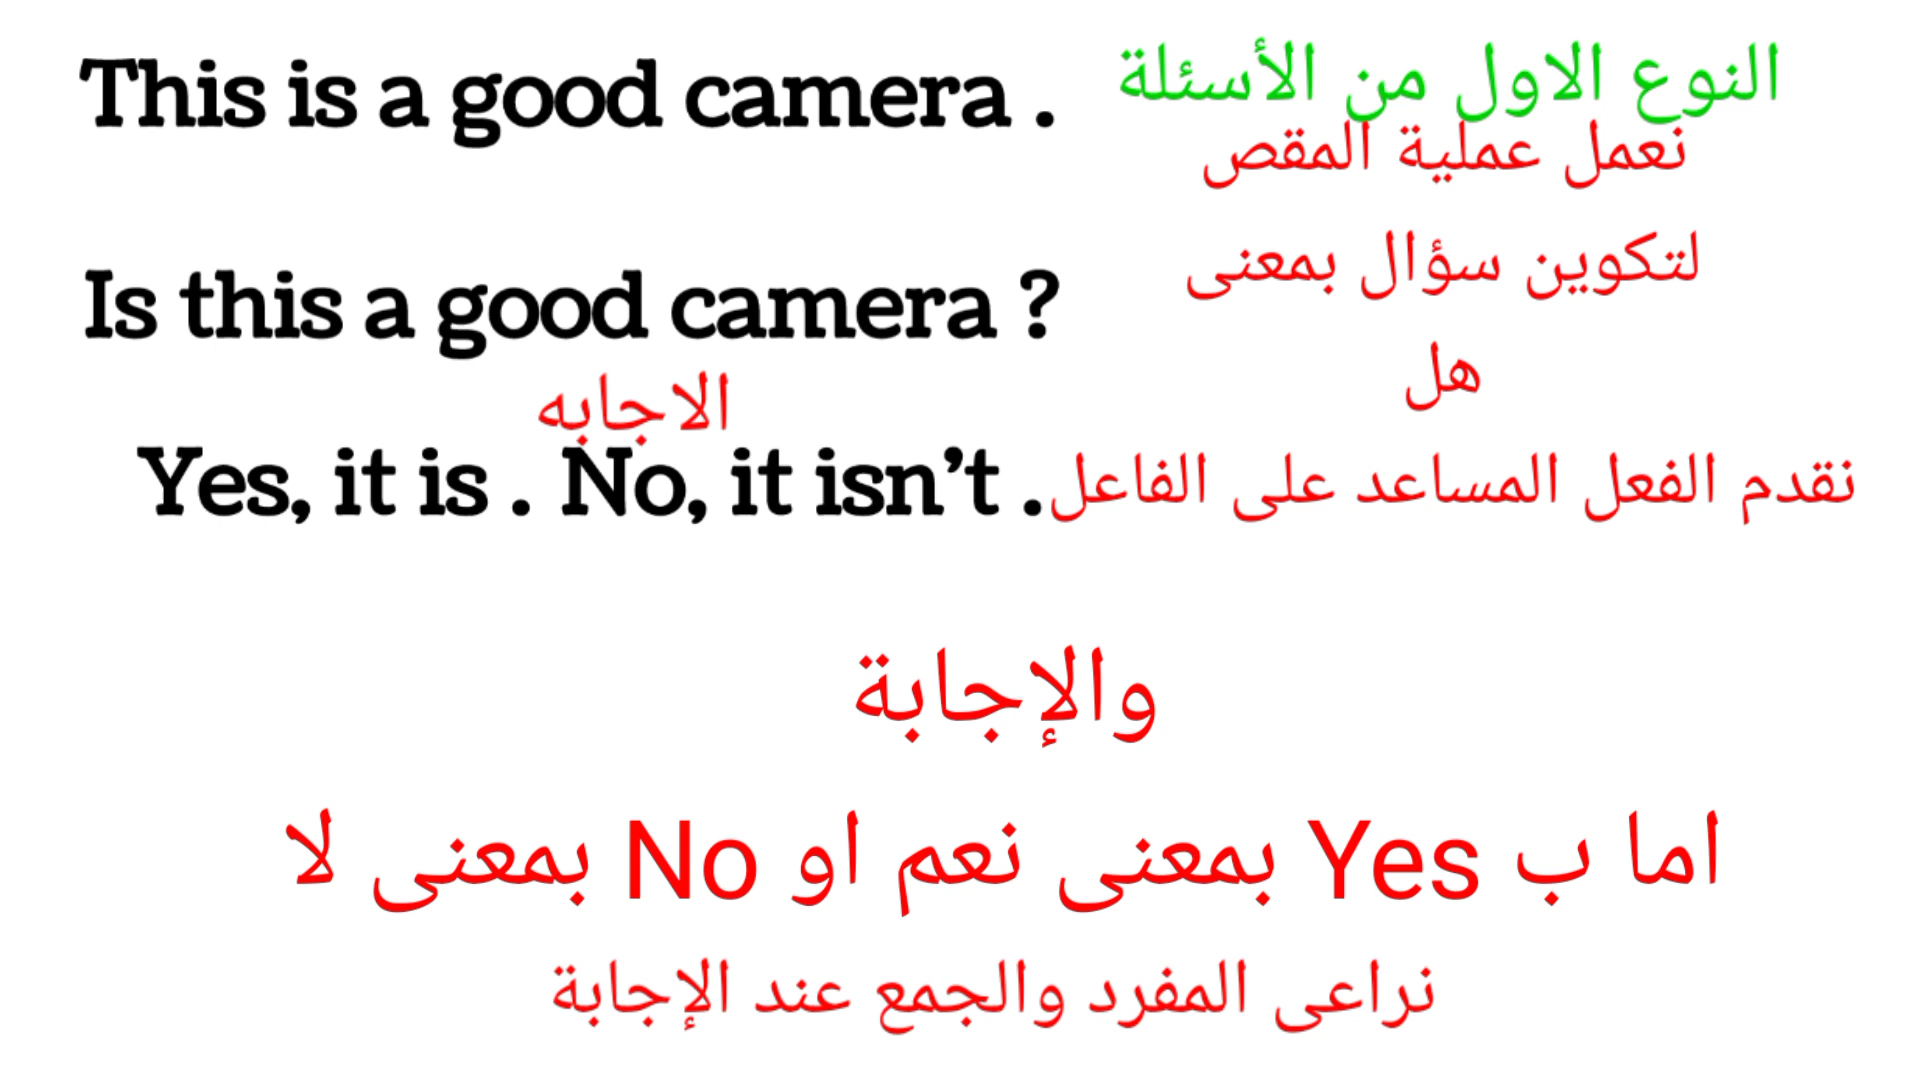 This is a good camera .
النوع الاول من الأسئلة
نعمل عملية المقص
لتكوين سؤال بمعنى
Is this a good camera ?
هل
الاجابه
Yes, it is . No, it isn't .
نقدم الفعل المساعد على الفاعل
والإجابة
اما ب Yes بمعنى نعم او No بمعنى لا
نراعى المفرد والجمع عند الإجابة